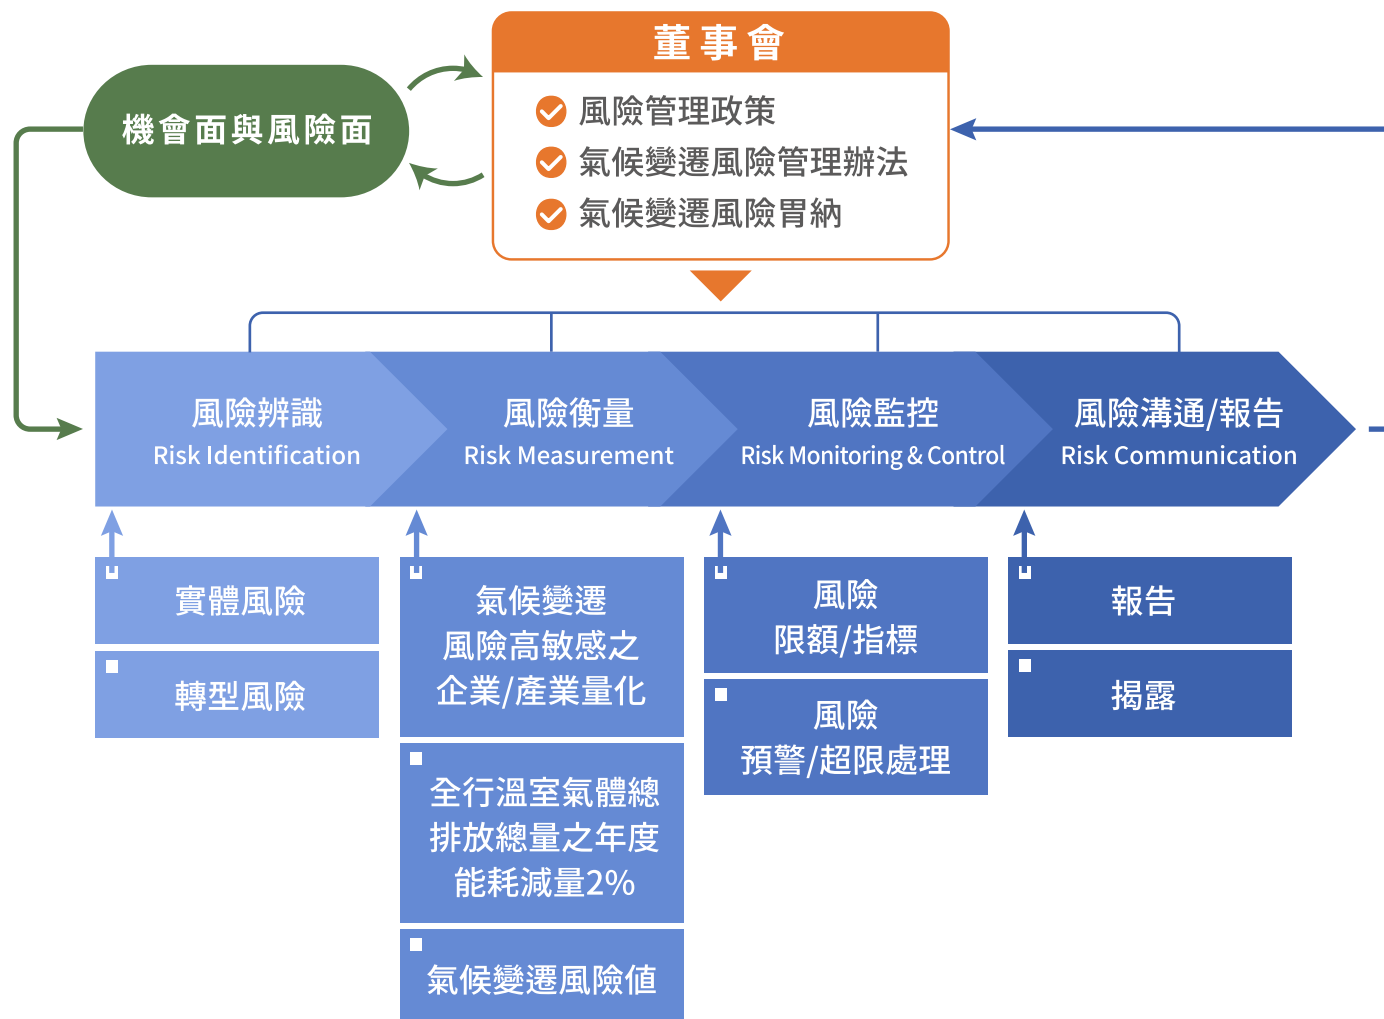 董事會
機會面與風險面
風險管理政策
氣候變遷風險管理辦法
氣候變遷風險胃納
風險辨識
Risk Identification
風險衡量
Risk Measurement
風險監控
Risk Monitoring & Control
風險溝通/報告
Risk Communication
實體風險
轉型風險
氣候變遷
風險高敏感之
企業/產業量化
全行溫室氣體總
排放總量之年度
能耗減量2%
氣候變遷風險值
風險
限額/指標
風險
預警/超限處理
報告
揭露